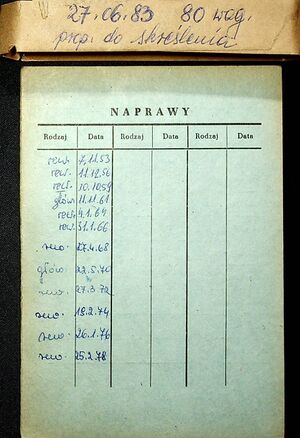 27.06.83 80 wag.
prop. do skreślenia
NAPRAWY
Rodzaj Data Rodzaj Data Rodzaj Data
rew. 7.11.53
rew. 11.12.56
rew. 10.10.59
głów. 11.11.61
rew. 4.1.64
rew. 31.1.66
rew. 27.4.68
głów. 22.5.70
rew. 27.3.72
rew. 18.2.74
rew. 26.1.76
rew. 25.2.78